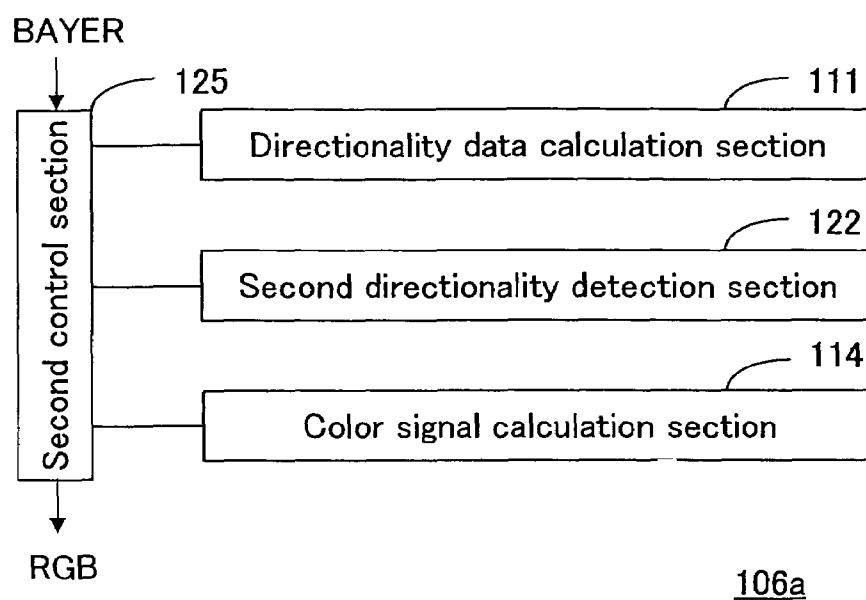 BAYER
125
111
Second control section
Directionality data calculation section
122
Second directionality detection section
114
Color signal calculation section
RGB
106a